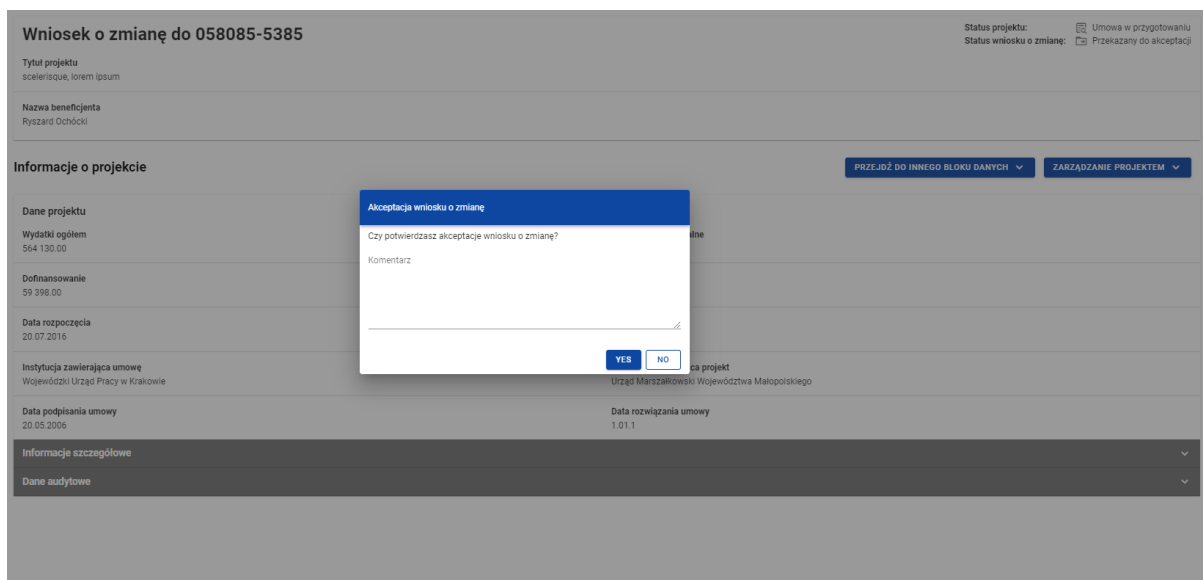 Wniosek o zmianę do 058085-5385
Status projektu: Umowa w przygotowaniu
Status wniosku o zmianę: Przekazany do akceptacji
Tytuł projektu
scelerisque, lorem ipsum
Nazwa beneficjenta
Ryszard Ochócki
Informacje o projekcie
PRZEJDŹ DO INNEGO BLOKU DANYCH
ZARZĄDZANIE PROJEKTEM
Dane projektu
Wydatki ogółem
564 130.00
Dofinansowanie
59 398.00
Data rozpoczęcia
20.07.2016
Akceptacja wniosku o zmianę
Czy potwierdzasz akceptacje wniosku o zmianę?
Komentarz
YES
NO
Instytucja zawierająca umowę
projekt
Wojewódzki Urząd Pracy w Krakowie
Urząd Marszałkowski Województwa Małopolskiego
Data podpisania umowy
Data rozwiązania umowy
20.05.2006
1.01.1
Informacje szczegółowe
Dane audytowe